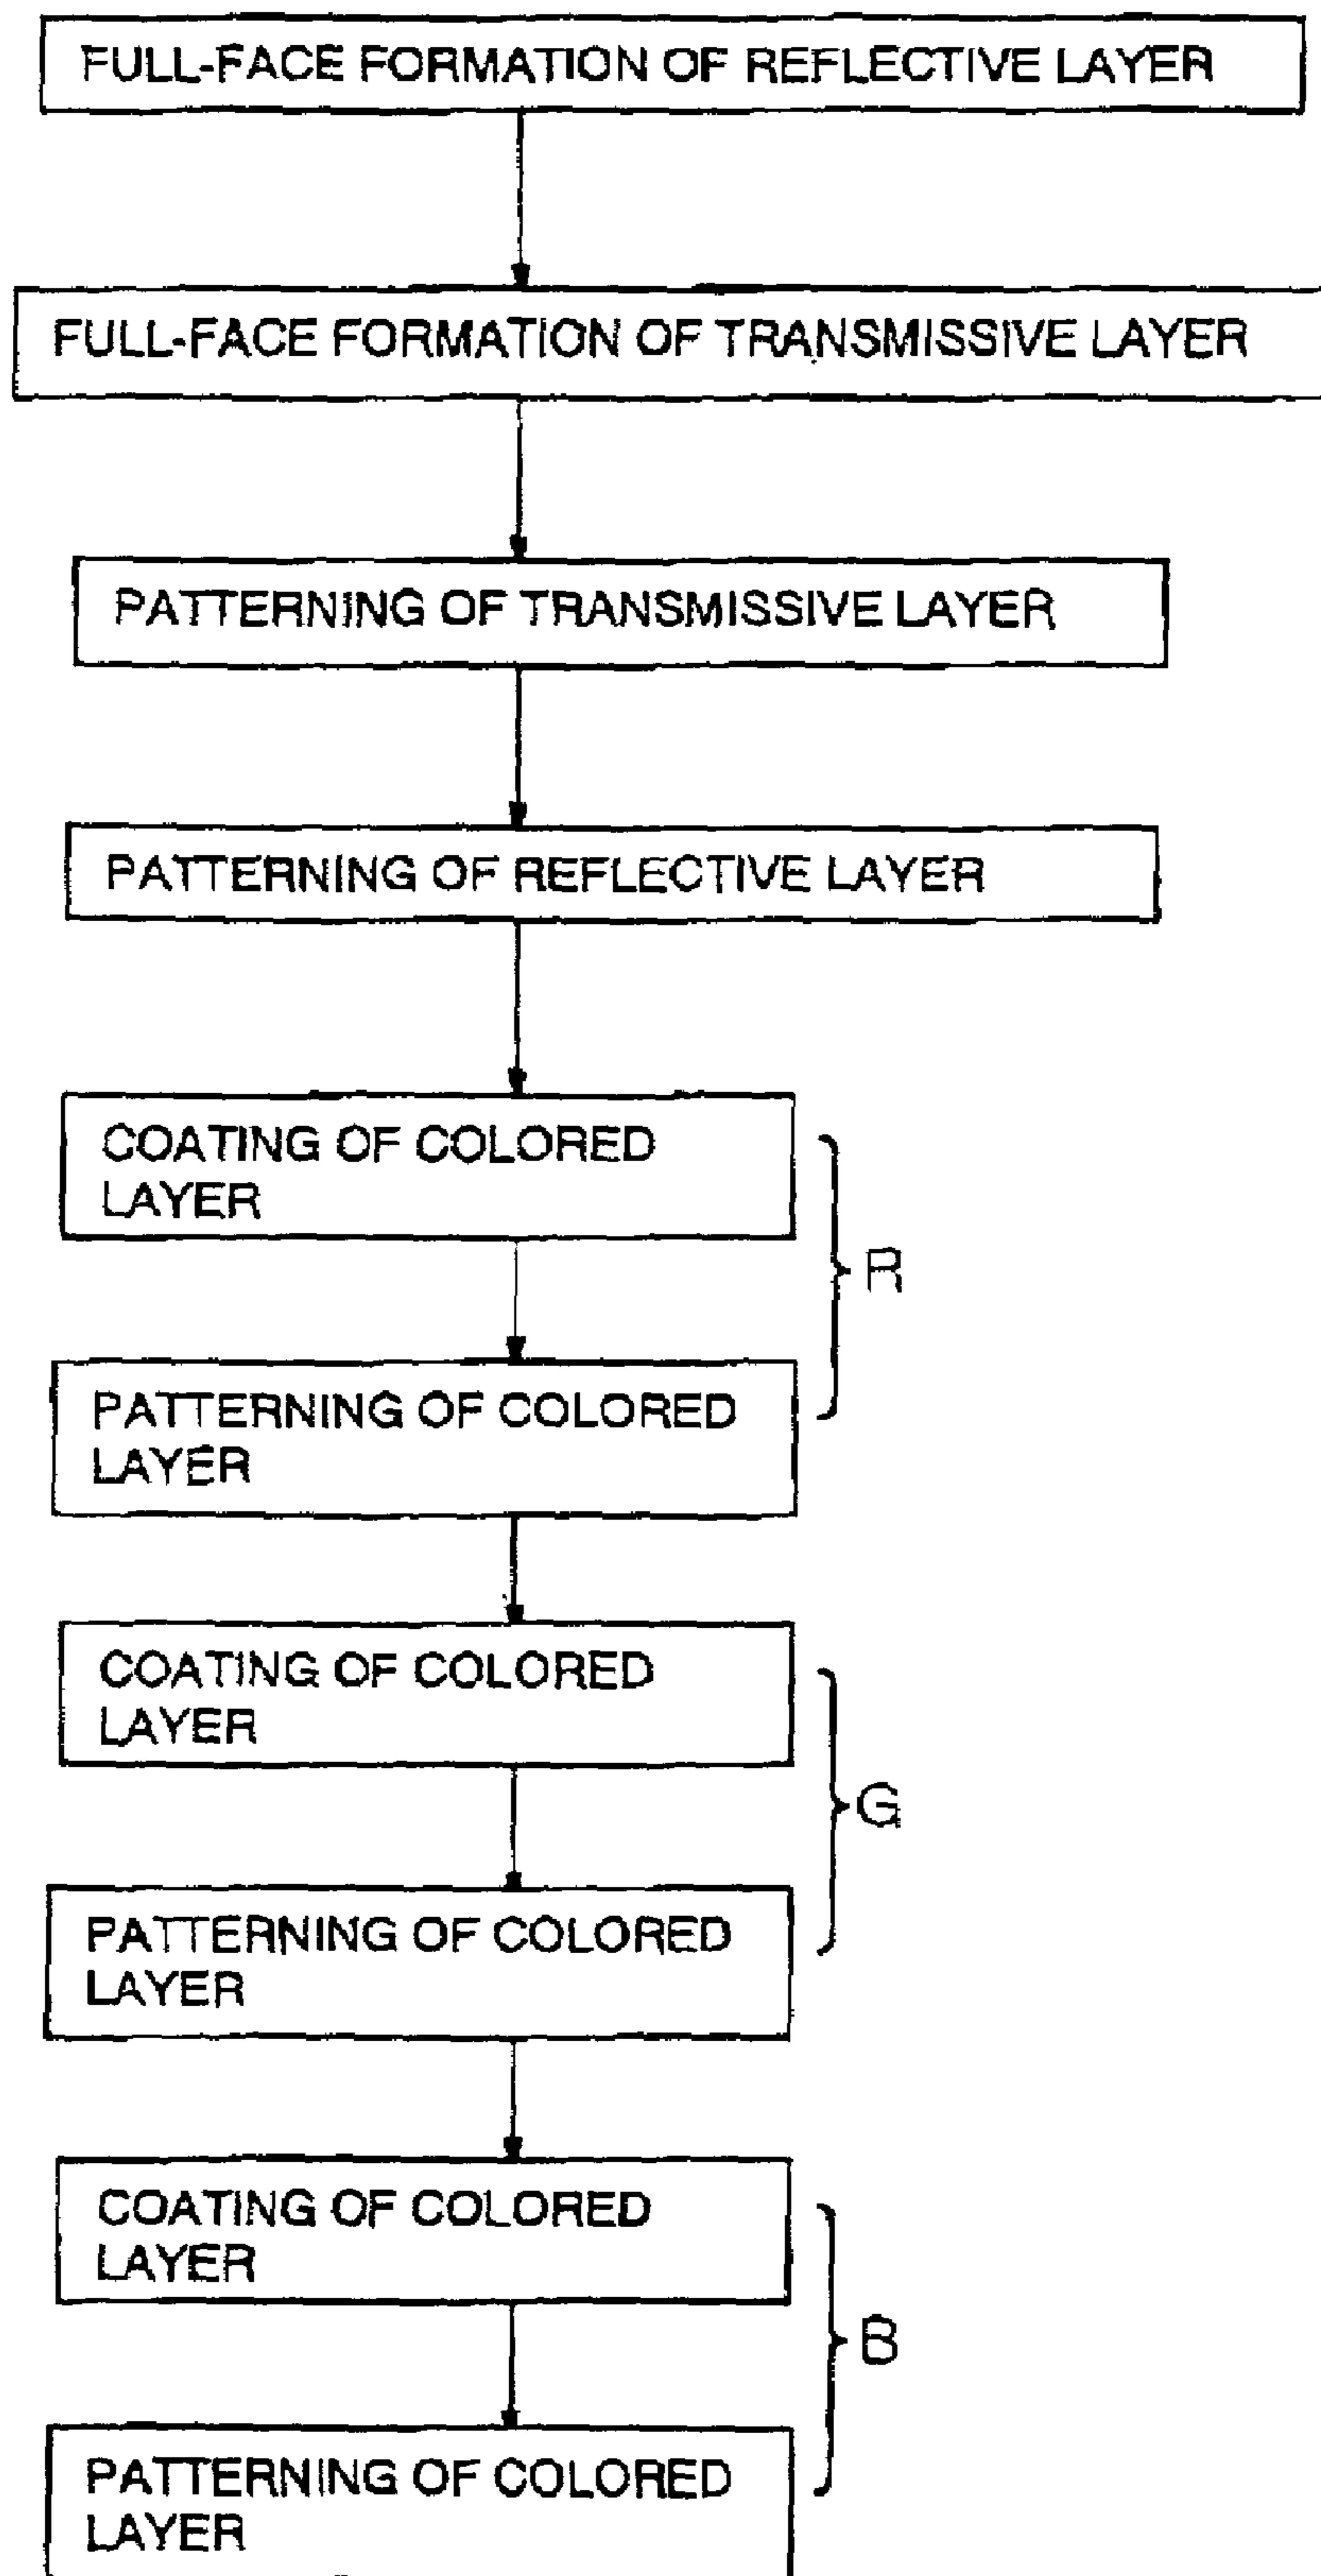 FULL-FACE FORMATION OF REFLECTIVE LAYER
FULL-FACE FORMATION OF TRANSMISSIVE LAYER
PATTERNING OF TRANSMISSIVE LAYER
PATTERNING OF REFLECTIVE LAYER
COATING OF COLORED
LAYER
R
PATTERNING OF COLORED
LAYER
COATING OF COLORED
LAYER
G
PATTERNING OF COLORED
LAYER
COATING OF COLORED
LAYER
B
PATTERNING OF COLORED
LAYER